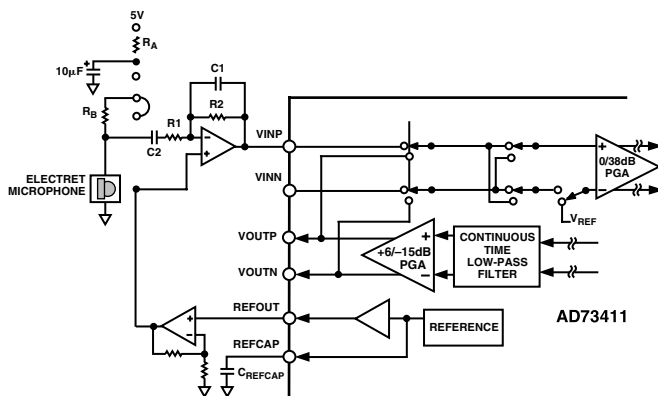 5V
RA
10µF
C1
R2
RB
R1
C2
VINP
VINN
ELECTRET
MICROPHONE
0/38dB
PGA
VREF
VOUTP
VOUTN
+6/–15dB
PGA
CONTINUOUS
TIME
LOW-PASS
FILTER
REFOUT
REFCAP
REFERENCE
AD73411
CREFCAP